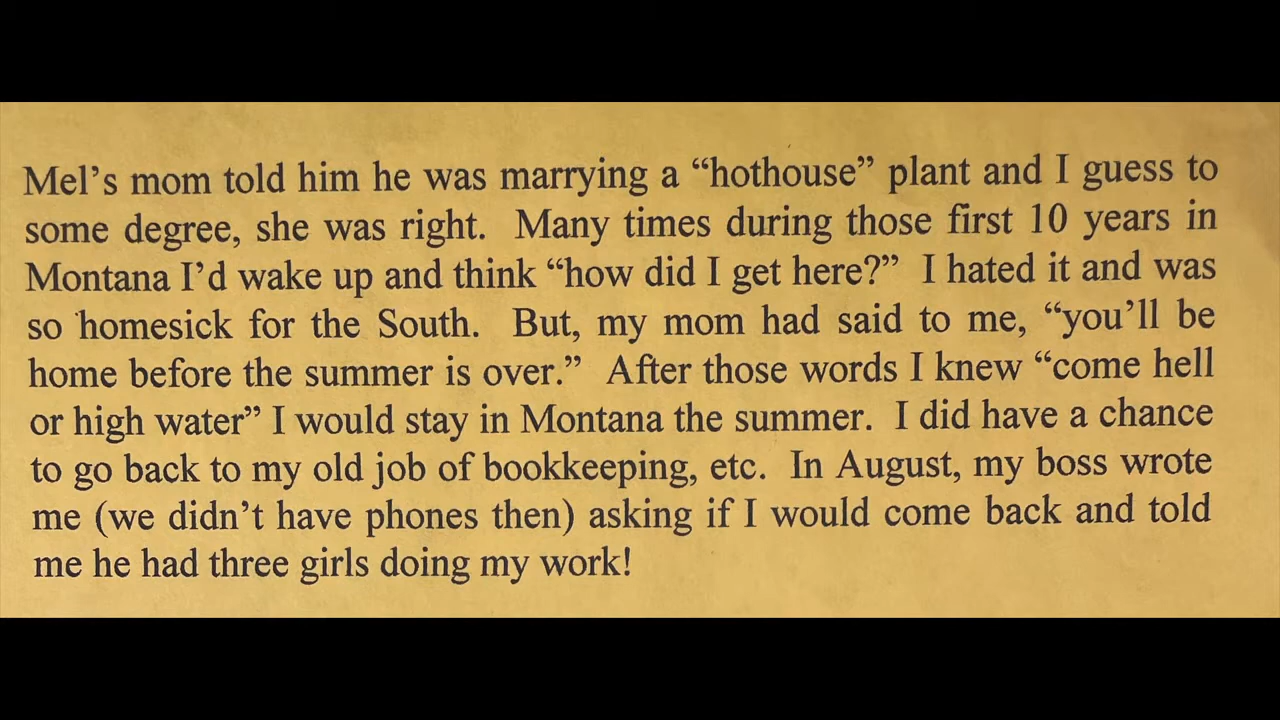 Mel’s mom told him he was marrying a “hothouse” plant and I guess to
some degree, she was right.  Many times during those first 10 years in
Montana I’d wake up and think “how did I get here?”  I hated it and was
so homesick for the South.  But, my mom had said to me, “you’ll be
home before the summer is over.”  After those words I knew “come hell
or high water” I would stay in Montana the summer.  I did have a chance
to go back to my old job of bookkeeping, etc.  In August, my boss wrote
me (we didn’t have phones then) asking if I would come back and told
me he had three girls doing my work!